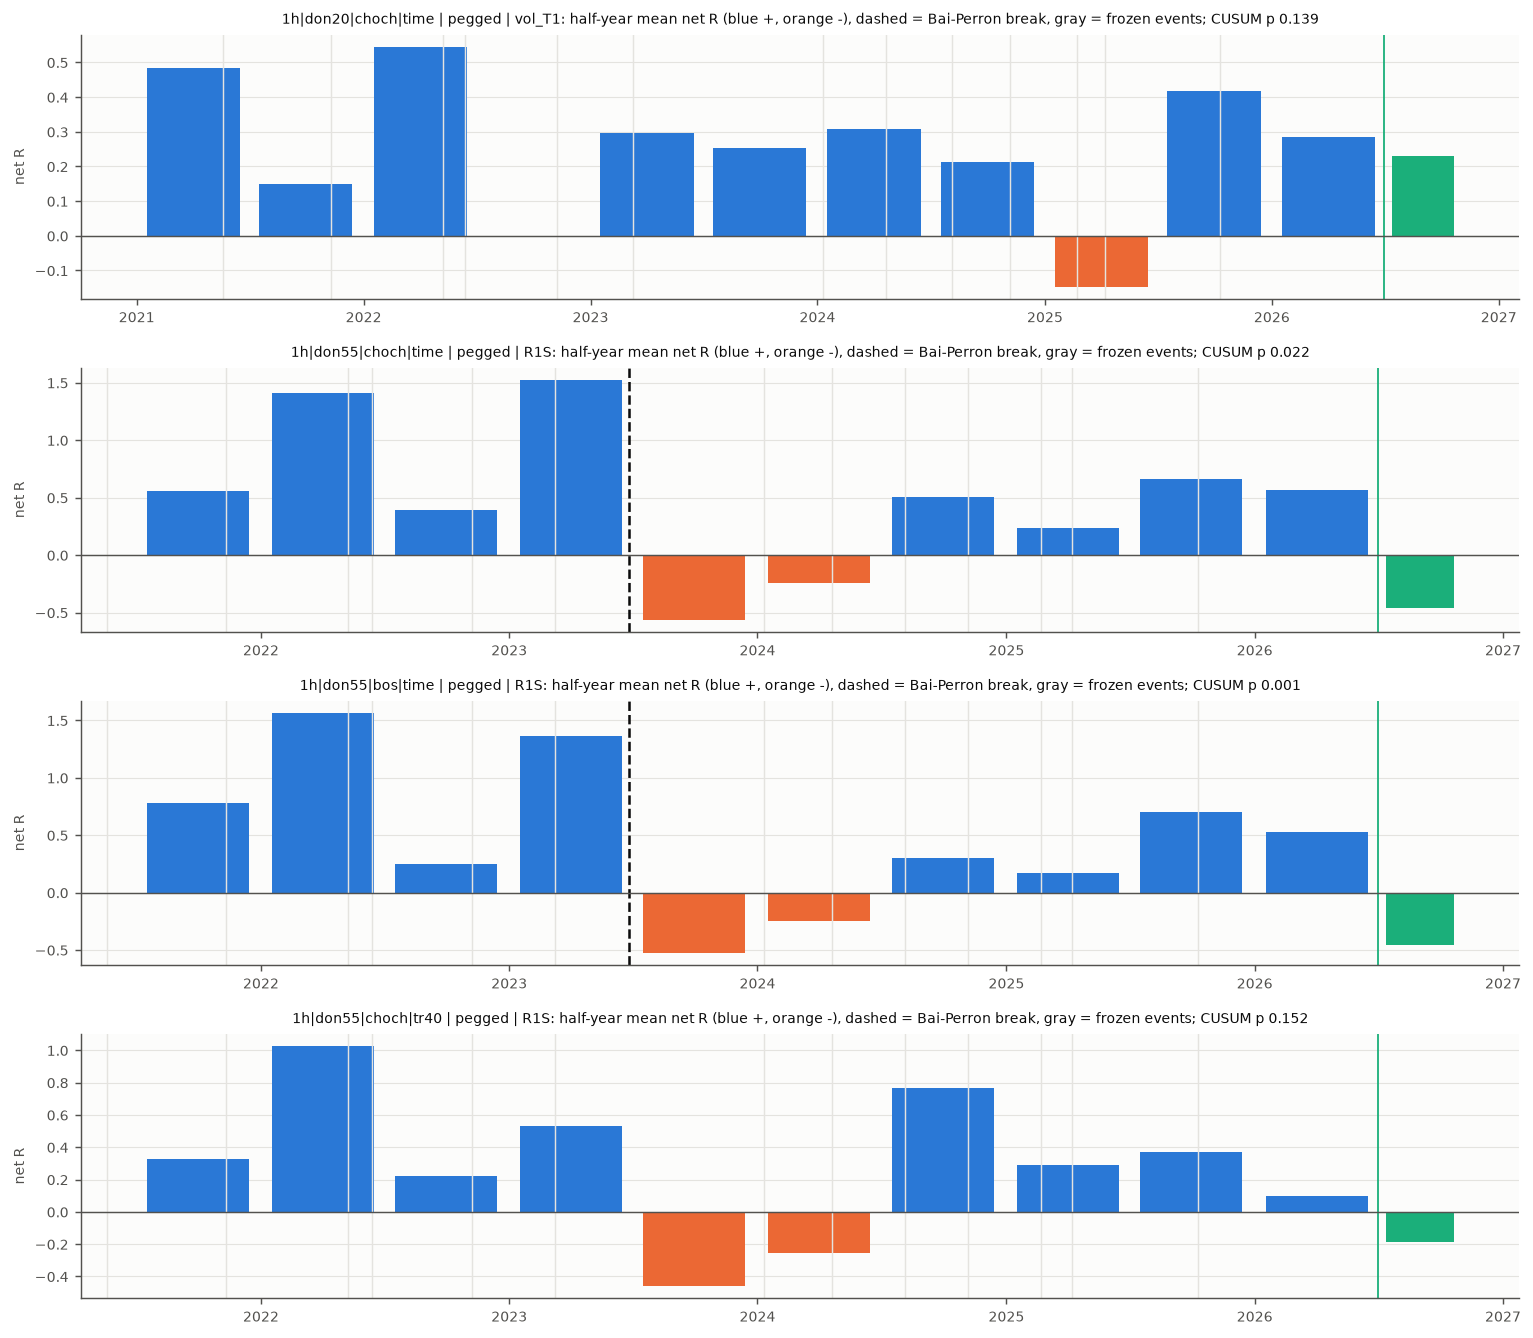 1h|don20|choch|time | pegged | vol_T1: half-year mean net R (blue +, orange -), dashed = Bai-Perron break, gray = frozen events; CUSUM p 0.139
0.5
0.4
0.3
0.2
0.1
0.0
−0.1
net R
2021 2022 2023 2024 2025 2026 2027
1h|don55|choch|time | pegged | R1S: half-year mean net R (blue +, orange -), dashed = Bai-Perron break, gray = frozen events; CUSUM p 0.022
1.5
1.0
0.5
0.0
−0.5
net R
2022 2023 2024 2025 2026 2027
1h|don55|bos|time | pegged | R1S: half-year mean net R (blue +, orange -), dashed = Bai-Perron break, gray = frozen events; CUSUM p 0.001
1.5
1.0
0.5
0.0
−0.5
net R
2022 2023 2024 2025 2026 2027
1h|don55|choch|tr40 | pegged | R1S: half-year mean net R (blue +, orange -), dashed = Bai-Perron break, gray = frozen events; CUSUM p 0.152
1.0
0.8
0.6
0.4
0.2
0.0
−0.2
−0.4
net R
2022 2023 2024 2025 2026 2027